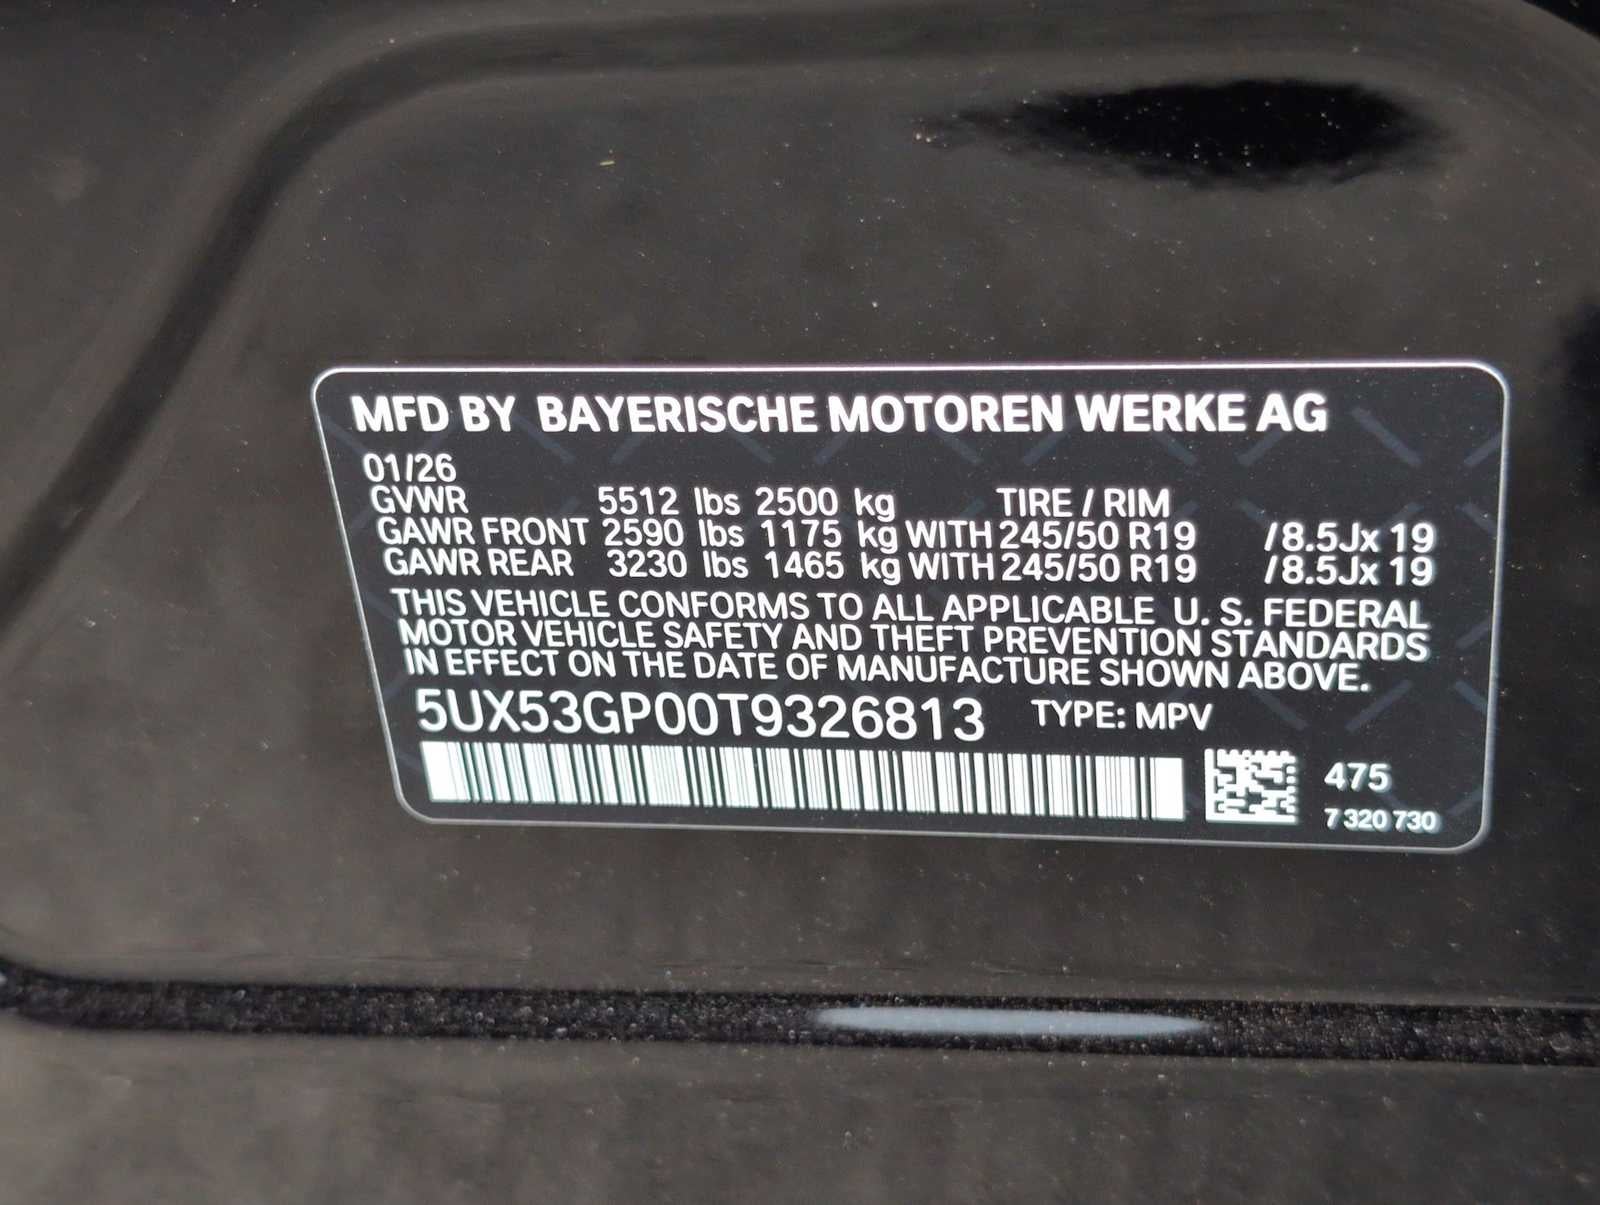 MFD BY BAYERISCHE MOTOREN WERKE AG
01/26
GVWR 5512 lbs 2500 kg TIRE / RIM
GAWR FRONT 2590 lbs 1175 kg WITH 245/50 R19 /8.5Jx 19
GAWR REAR 3230 lbs 1465 kg WITH 245/50 R19 /8.5Jx 19
THIS VEHICLE CONFORMS TO ALL APPLICABLE U. S. FEDERAL
MOTOR VEHICLE SAFETY AND THEFT PREVENTION STANDARDS
IN EFFECT ON THE DATE OF MANUFACTURE SHOWN ABOVE.
5UX53GP00T9326813 TYPE: MPV
475
7 320 730